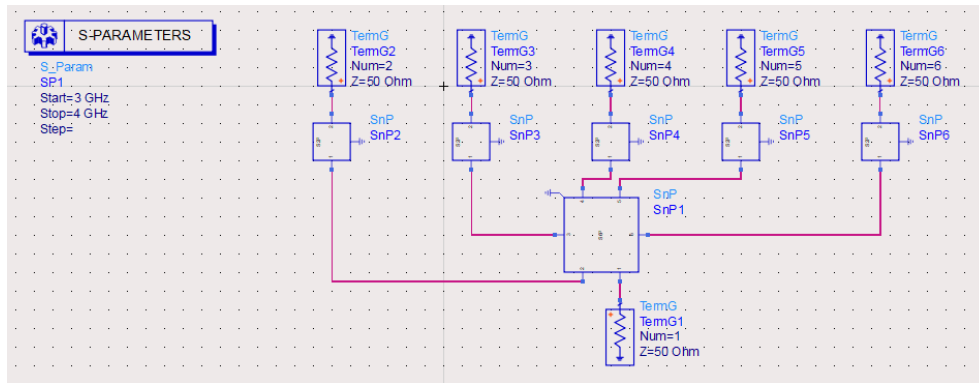 S-PARAMETERS
S_Param
SP1
Start=3 GHz
Stop=4 GHz
Step=
TermG
TermG2
Num=2
Z=50 Ohm
TermG
TermG3
Num=3
Z=50 Ohm
TermG
TermG4
Num=4
Z=50 Ohm
TermG
TermG5
Num=5
Z=50 Ohm
TermG
TermG6
Num=6
Z=50 Ohm
SnP
SnP2
SnP
SnP3
SnP
SnP4
SnP
SnP5
SnP
SnP6
SnP
SnP1
TermG
TermG1
Num=1
Z=50 Ohm